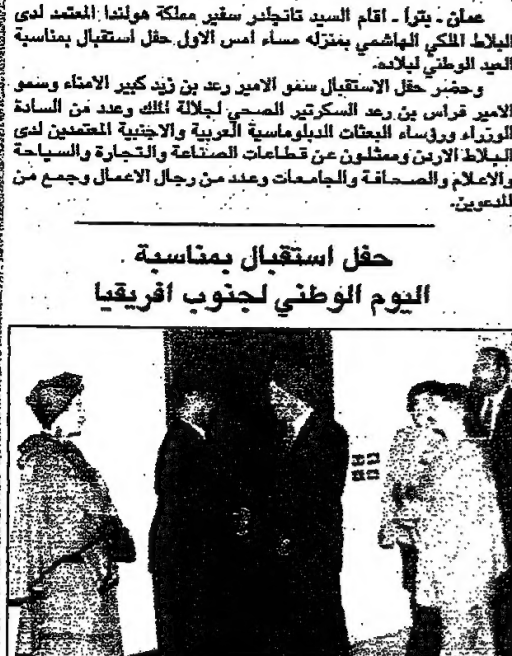 عمان ـ بترا ـ اقام السيد تانجلدر سفير مملكة هولندا المعتمد لدى
البلاط الملكي الهاشمي بمنزله مساء امس الاول حفل استقبال بمناسبة
العيد الوطني لبلاده.
وحضر حفل الاستقبال سمو الامير رعد بن زيد كبير الامناء وسمو
الامير فراس بن رعد السكرتير الصحي لجلالة الملك وعدد من السادة
الوزراء ورؤساء البعثات الدبلوماسية العربية والاجنبية المعتمدين لدى
البلاط الاردن وممثلون عن قطاعات الصناعة والتجارة والسياحة
والاعلام والصحافة والجامعات وعدد من رجال الاعمال وجمع من
المدعوين.
حفل استقبال بمناسبة
اليوم الوطني لجنوب افريقيا